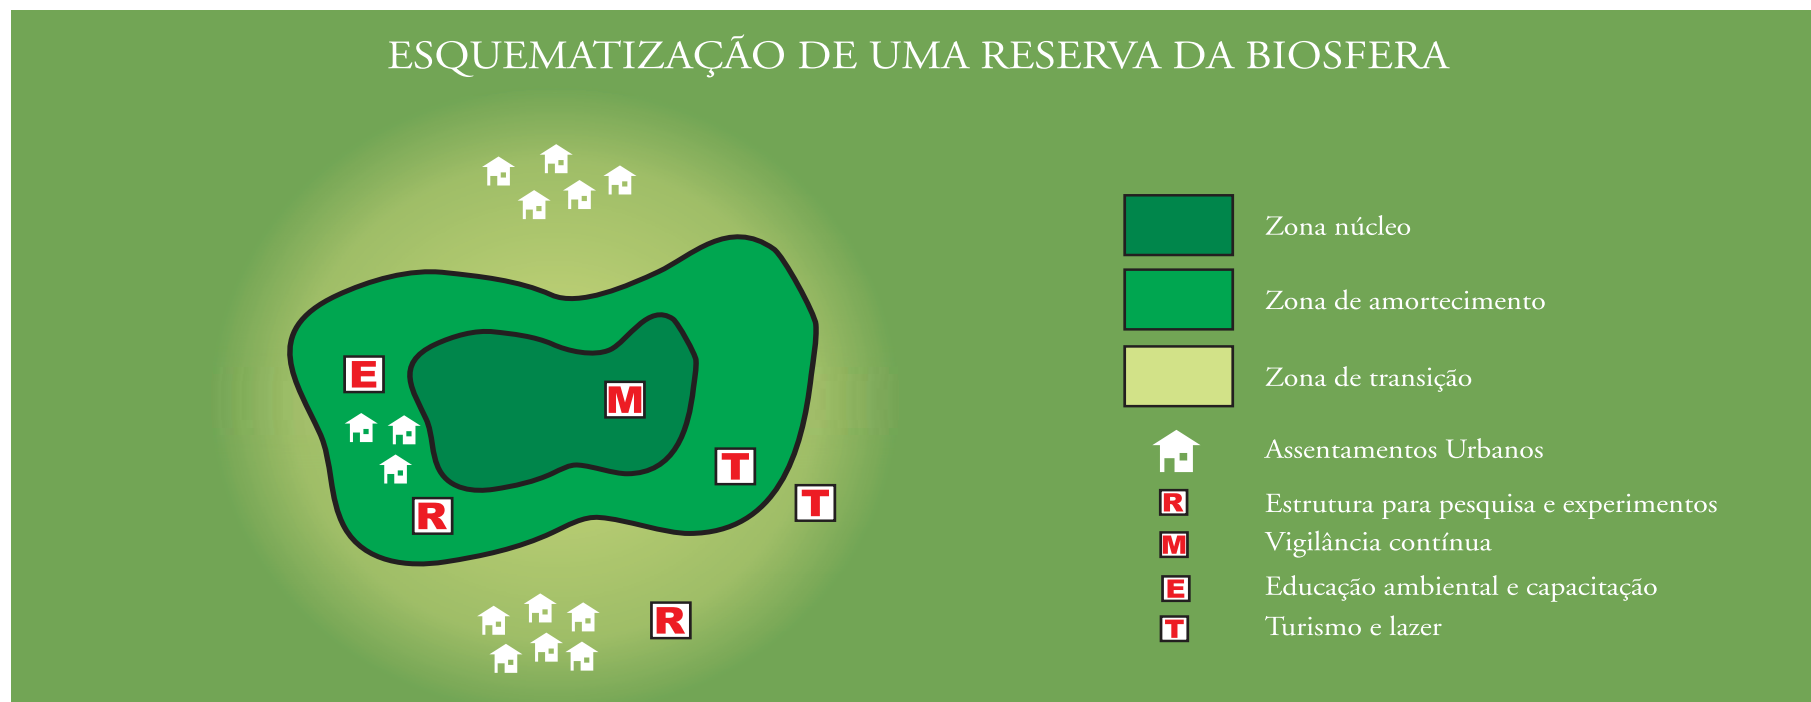 ESQUEMATIZAÇÃO DE UMA RESERVA DA BIOSFERA
E
M
T
T
R
R
Zona núcleo
Zona de amortecimento
Zona de transição
Assentamentos Urbanos
R Estrutura para pesquisa e experimentos
M Vigilância contínua
E Educação ambiental e capacitação
T Turismo e lazer